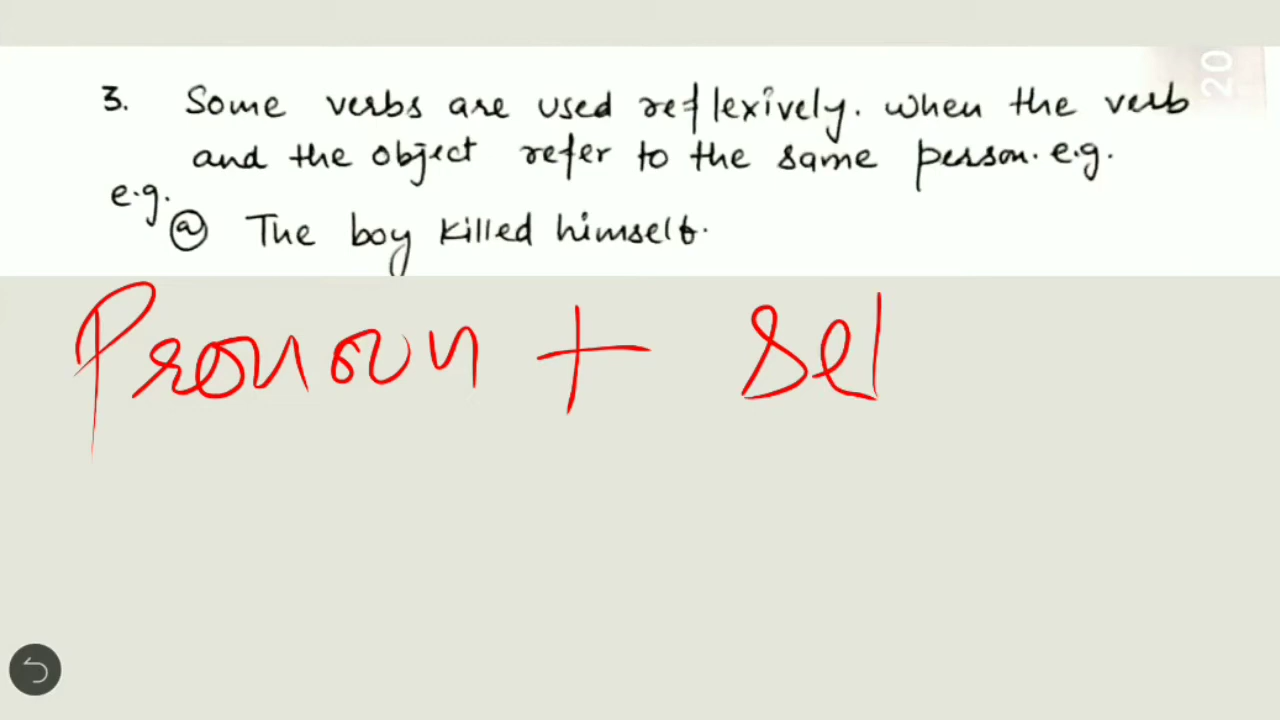 3. Some verbs are used reflexively. When the verb
and the object refer to the same person. e.g.
e.g.
(a) The boy killed himself.
Pronoun + sel
20